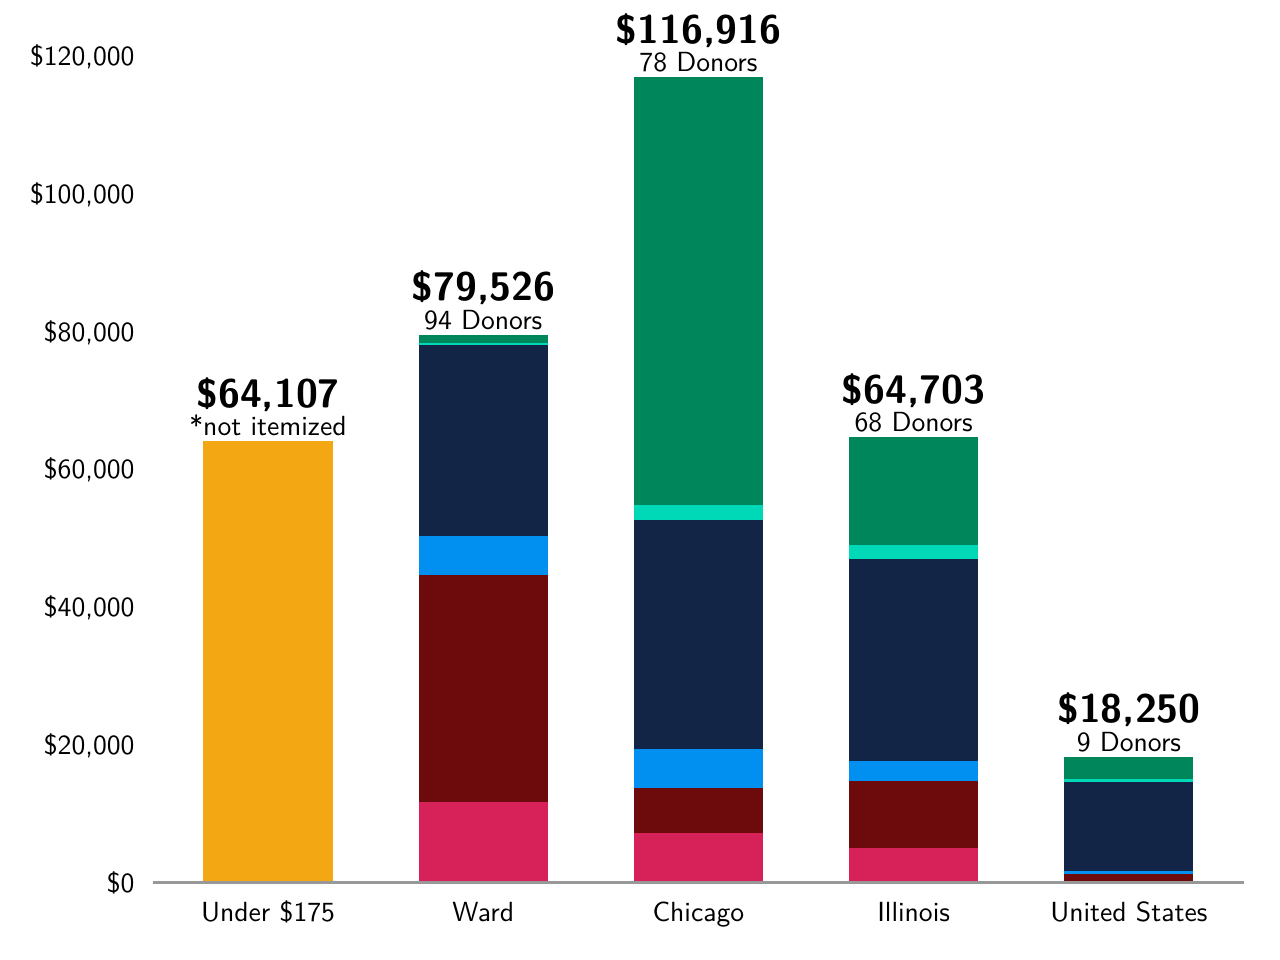 $116,916
78 Donors
$120,000
$100,000
$79,526
94 Donors
$80,000
$64,107
*not itemized
$64,703
68 Donors
$60,000
$40,000
$18,250
9 Donors
$20,000
$0
Under $175
Ward
Chicago
Illinois
United States